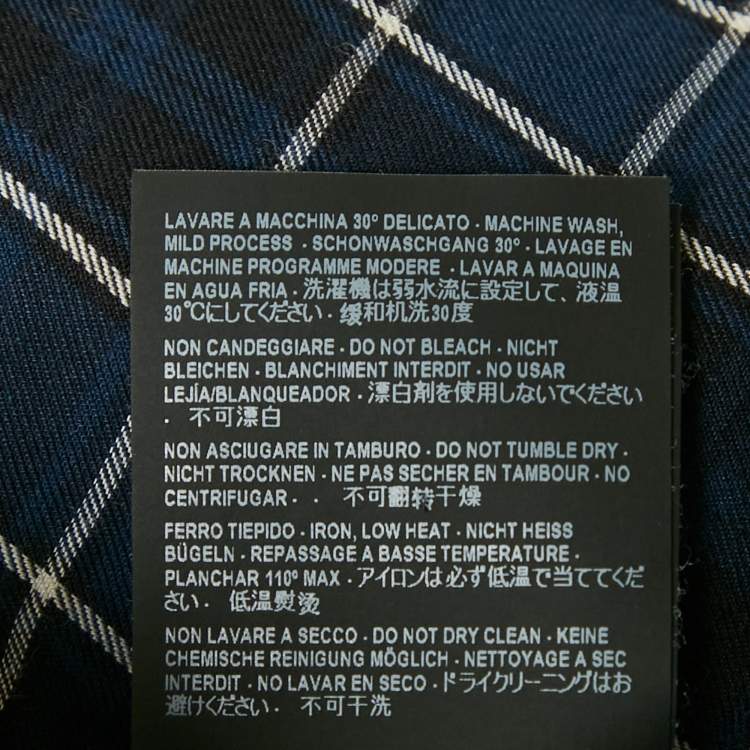 LAVARE A MACCHINA 30° DELICATO - MACHINE WASH,
MILD PROCESS - SCHONWASCHGANG 30° - LAVAGE EN
MACHINE PROGRAMME MODERE - LAVAR A MAQUINA
EN AGUA FRIA - 洗濯機は弱水流に設定して、液温
30℃にしてください - 缓和机洗30度
NON CANDEGGIARE - DO NOT BLEACH - NICHT
BLEICHEN - BLANCHIMENT INTERDIT - NO USAR
LEJÍA/BLANQUEADOR - 漂白剤を使用しないでください
- 不可漂白
NON ASCIUGARE IN TAMBURO - DO NOT TUMBLE DRY -
NICHT TROCKNEN - NE PAS SECHER EN TAMBOUR - NO
CENTRIFUGAR - - 不可翻转干燥
FERRO TIEPIDO - IRON, LOW HEAT - NICHT HEISS
BÜGELN - REPASSAGE A BASSE TEMPERATURE -
PLANCHAR 110° MAX - アイロンは必ず低温で当ててくだ
さい - 低温熨烫
NON LAVARE A SECCO - DO NOT DRY CLEAN - KEINE
CHEMISCHE REINIGUNG MÖGLICH - NETTOYAGE A SEC
INTERDIT - NO LAVAR EN SECO - ドライクリーニングはお
避けください - 不可干洗